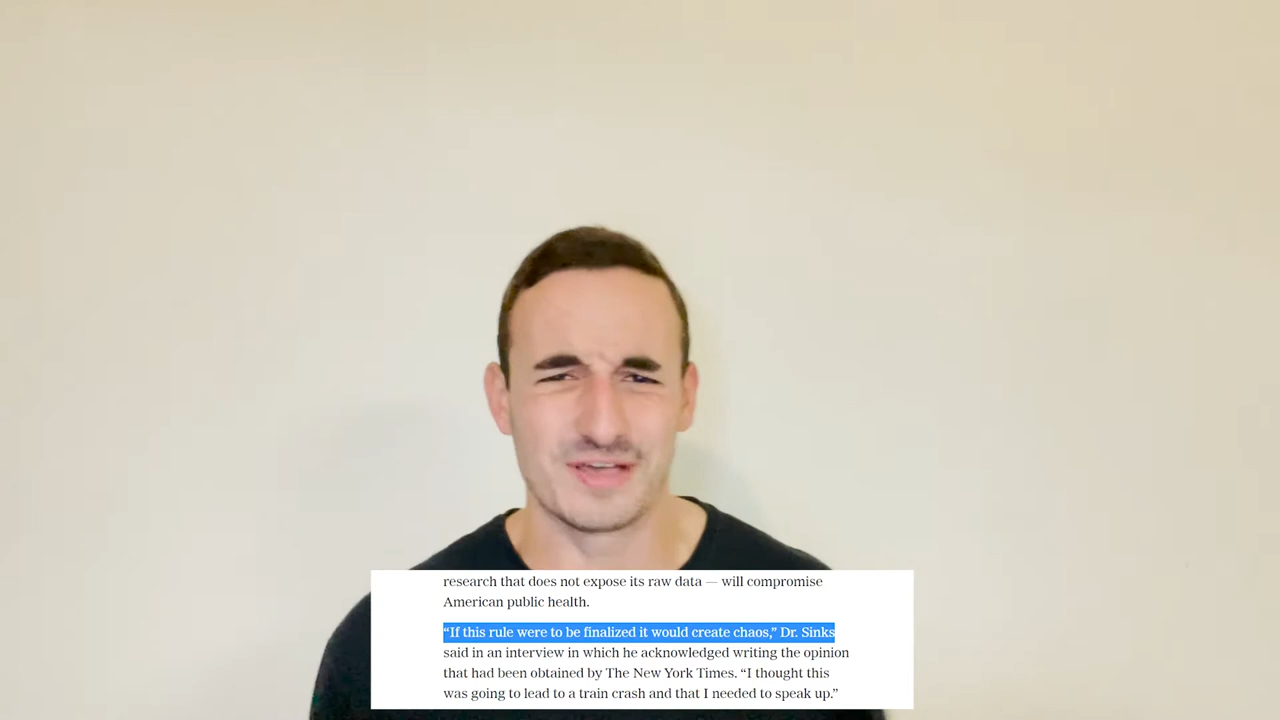 research that does not expose its raw data — will compromise
American public health.
“If this rule were to be finalized it would create chaos,” Dr. Sinks
said in an interview in which he acknowledged writing the opinion
that had been obtained by The New York Times. “I thought this
was going to lead to a train crash and that I needed to speak up.”